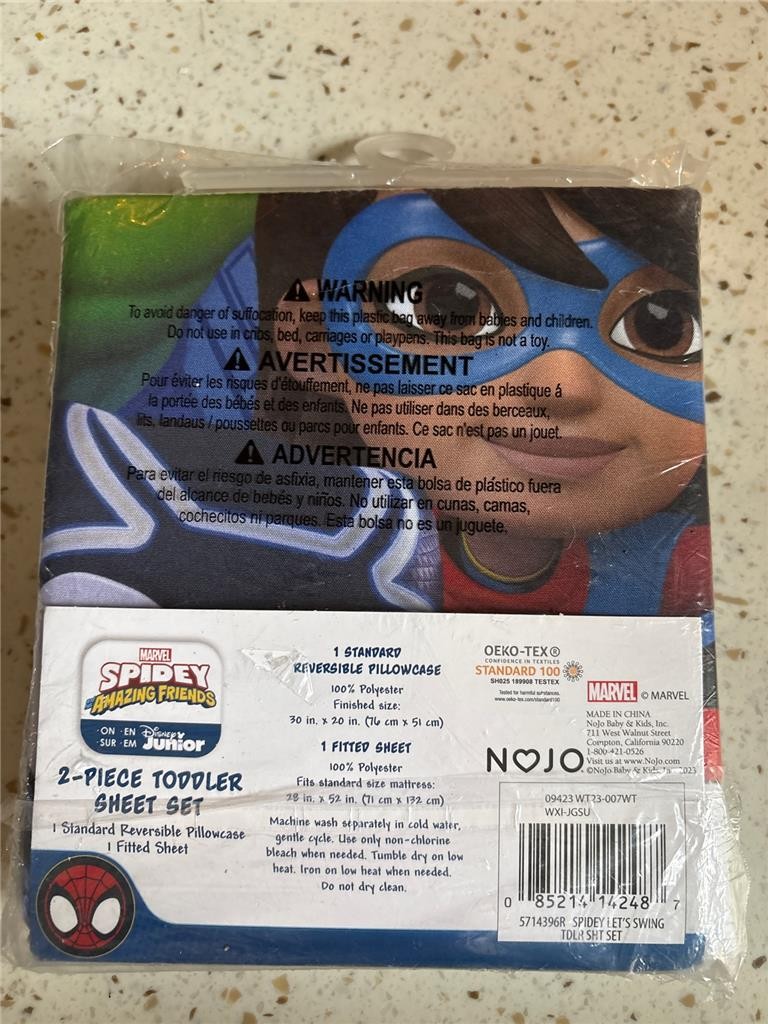 WARNING
To avoid danger of suffocation, keep this plastic bag away from babies and children.
Do not use in cribs, bed, carriages or playpens. This bag is not a toy.
AVERTISSEMENT
Pour éviter les risques d'étouffement, ne pas laisser ce sac en plastique á
la portée des bébés et des enfants. Ne pas utiliser dans des berceaux,
lits, landaus / poussettes ou parcs pour enfants. Ce sac n'est pas un jouet.
ADVERTENCIA
Para evitar el riesgo de asfixia, mantener esta bolsa de plástico fuera
del alcance de bebés y niños. No utilizar en cunas, camas,
cochecitos ni parques. Esta bolsa no es un juguete.
MARVEL
SPIDEY
AMAZING FRIENDS
·ON ·EN
·SUR ·EM
Disney
Junior
2-PIECE TODDLER
SHEET SET
1 Standard Reversible Pillowcase
1 Fitted Sheet
1 STANDARD
REVERSIBLE PILLOWCASE
100% Polyester
Finished size:
30 in. x 20 in. (76 cm x 51 cm)
1 FITTED SHEET
100% Polyester
Fits standard size mattress:
28 in. x 52 in. (71 cm x 132 cm)
Machine wash separately in cold water,
gentle cycle. Use only non-chlorine
bleach when needed. Tumble dry on low
heat. Iron on low heat when needed.
Do not dry clean.
OEKO-TEX®
CONFIDENCE IN TEXTILES
STANDARD 100
SH025 189908 TESTEX
Tested for harmful substances.
www.oeko-tex.com/standard100
MARVEL © MARVEL
MADE IN CHINA
NoJo Baby & Kids, Inc.
711 West Walnut Street
Compton, California 90220
1-800-421-0526
Visit us at www.NoJo.com
©NoJo Baby & Kids, In 2023
NOJO
09423 WT23-007WT
WXI-JGSU
0 85214 14248 7
5714396R SPIDEY LET'S SWING
TDLR SHT SET